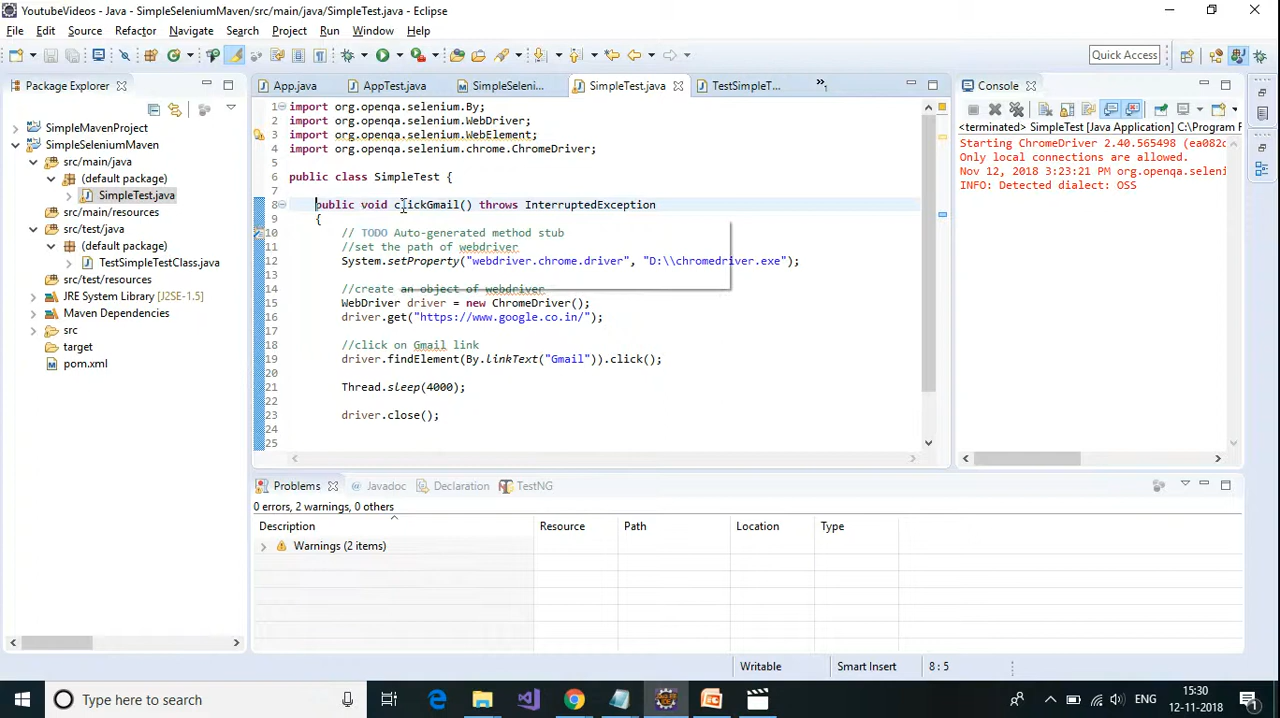 YoutubeVideos - Java - SimpleSeleniumMaven/src/main/java/SimpleTest.java - Eclipse
File Edit Source Refactor Navigate Search Project Run Window Help
Quick Access
Package Explorer
App.java AppTest.java SimpleSeleni... SimpleTest.java TestSimpleT... »1
Console
SimpleMavenProject
SimpleSeleniumMaven
src/main/java
(default package)
SimpleTest.java
src/main/resources
src/test/java
(default package)
TestSimpleTestClass.java
src/test/resources
JRE System Library [J2SE-1.5]
Maven Dependencies
src
target
pom.xml
1 import org.openqa.selenium.By;
2 import org.openqa.selenium.WebDriver;
3 import org.openqa.selenium.WebElement;
4 import org.openqa.selenium.chrome.ChromeDriver;
5
6 public class SimpleTest {
7
8 public void clickGmail() throws InterruptedException
9 {
10 // TODO Auto-generated method stub
11 //set the path of webdriver
12 System.setProperty("webdriver.chrome.driver", "D:\\chromedriver.exe");
13
14 //create an object of webdriver
15 WebDriver driver = new ChromeDriver();
16 driver.get("https://www.google.co.in/");
17
18 //click on Gmail link
19 driver.findElement(By.linkText("Gmail")).click();
20
21 Thread.sleep(4000);
22
23 driver.close();
24
25
<terminated> SimpleTest [Java Application] C:\Program F
Starting ChromeDriver 2.40.565498 (ea082c
Only local connections are allowed.
Nov 12, 2018 3:23:21 PM org.openqa.seleni
INFO: Detected dialect: OSS
Problems Javadoc Declaration TestNG
0 errors, 2 warnings, 0 others
Description Resource Path Location Type
Warnings (2 items)
Writable Smart Insert 8 : 5
Type here to search
ENG
15:30
12-11-2018
1